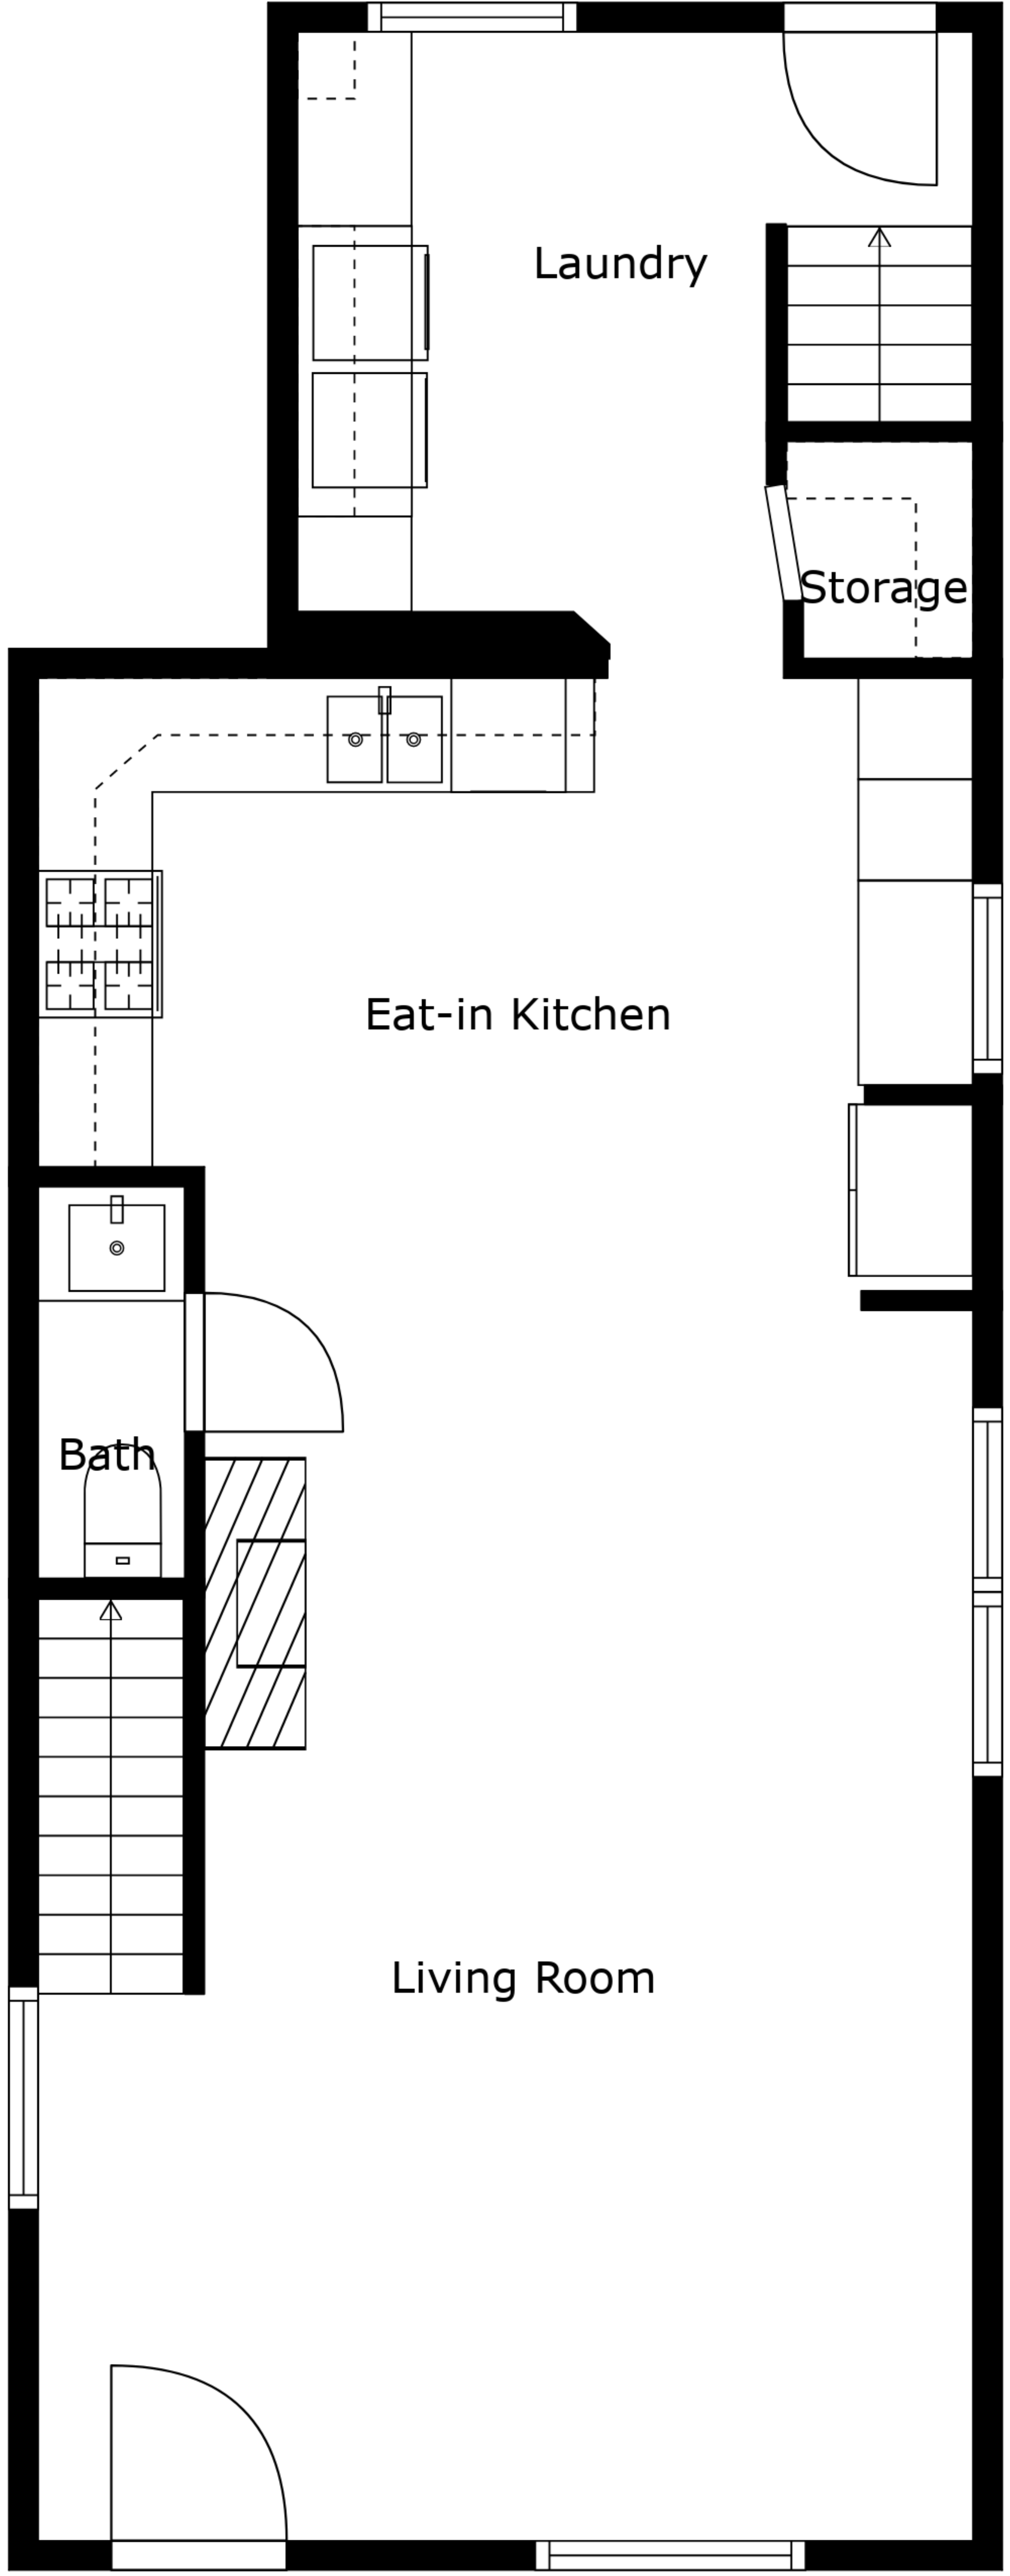 Laundry
Storage
Eat-in Kitchen
Bath
Living Room